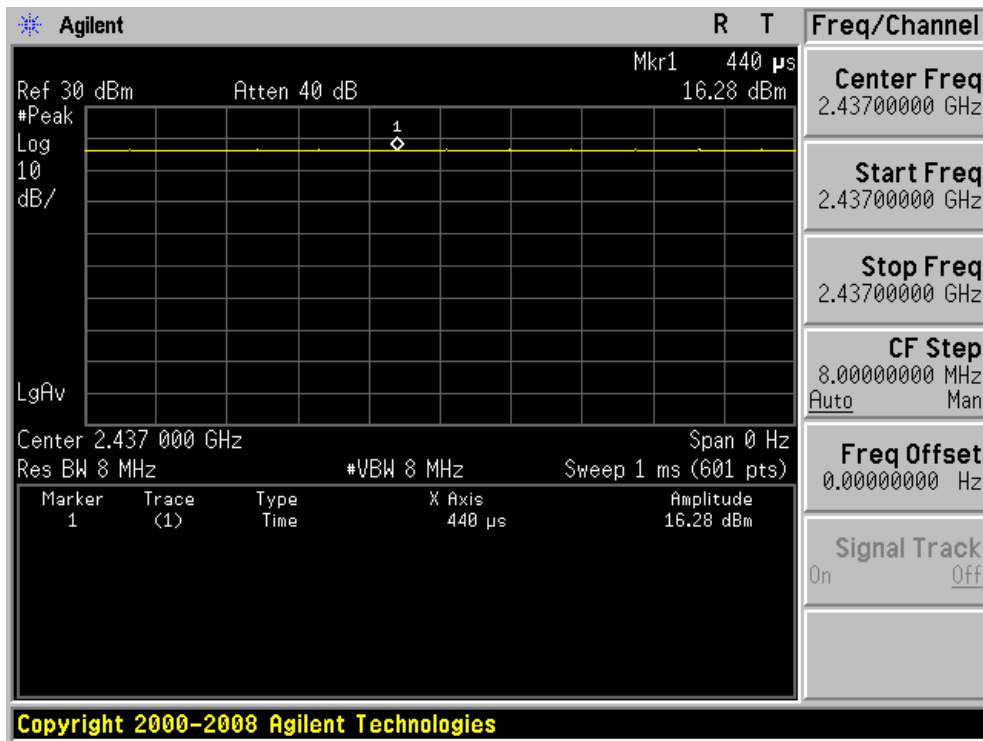 Agilent
R T
Freq/Channel
Mkr1 440 µs
Ref 30 dBm Atten 40 dB 16.28 dBm
#Peak
Log
10
dB/
1
LgAv
Center 2.437 000 GHz Span 0 Hz
Res BW 8 MHz #VBW 8 MHz Sweep 1 ms (601 pts)
Marker Trace Type X Axis Amplitude
1 (1) Time 440 µs 16.28 dBm
Center Freq
2.43700000 GHz
Start Freq
2.43700000 GHz
Stop Freq
2.43700000 GHz
CF Step
8.00000000 MHz
Auto Man
Freq Offset
0.00000000 Hz
Signal Track
On Off
Copyright 2000-2008 Agilent Technologies